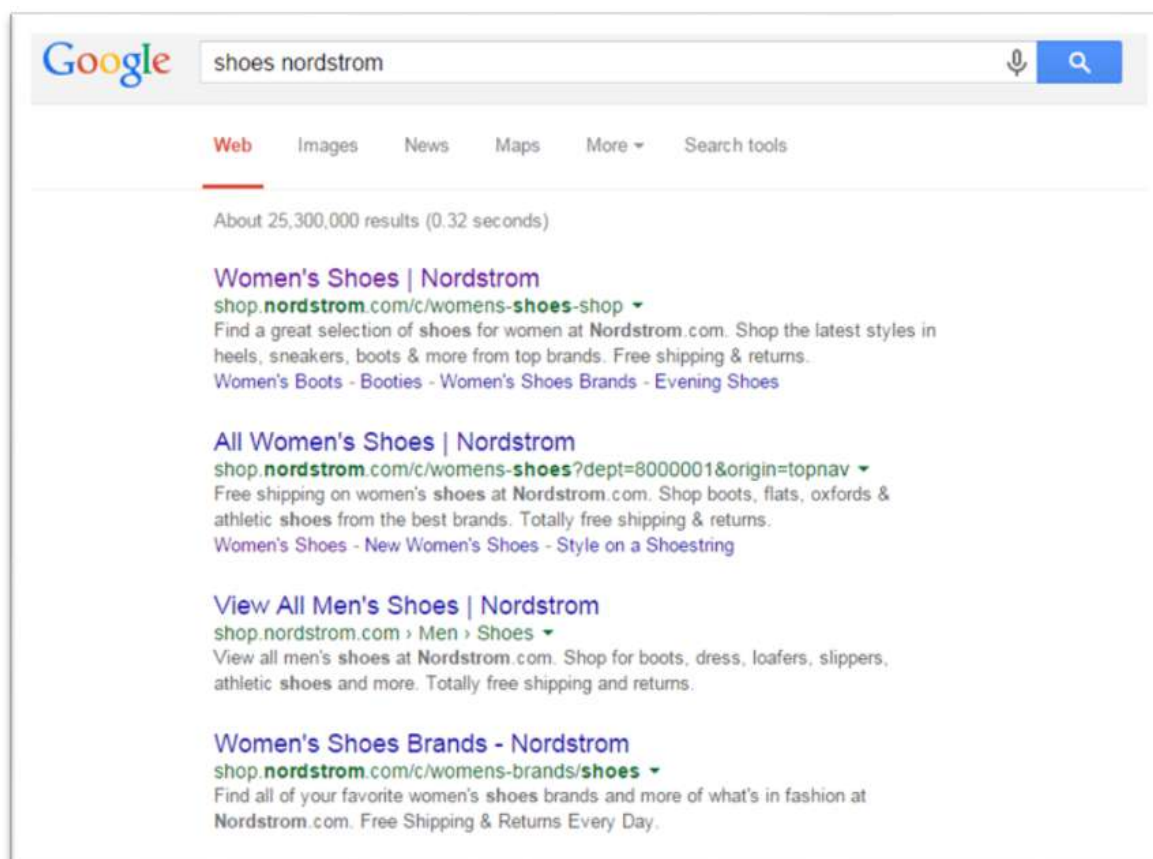 Google
shoes nordstrom
Web Images News Maps More Search tools
About 25,300,000 results (0.32 seconds)
Women's Shoes | Nordstrom
shop.nordstrom.com/c/womens-shoes-shop
Find a great selection of shoes for women at Nordstrom.com. Shop the latest styles in
heels, sneakers, boots & more from top brands. Free shipping & returns.
Women's Boots - Booties - Women's Shoes Brands - Evening Shoes
All Women's Shoes | Nordstrom
shop.nordstrom.com/c/womens-shoes?dept=8000001&origin=topnav
Free shipping on women's shoes at Nordstrom.com. Shop boots, flats, oxfords &
athletic shoes from the best brands. Totally free shipping & returns.
Women's Shoes - New Women's Shoes - Style on a Shoestring
View All Men's Shoes | Nordstrom
shop.nordstrom.com › Men › Shoes
View all men's shoes at Nordstrom.com. Shop for boots, dress, loafers, slippers,
athletic shoes and more. Totally free shipping and returns.
Women's Shoes Brands - Nordstrom
shop.nordstrom.com/c/womens-brands/shoes
Find all of your favorite women's shoes brands and more of what's in fashion at
Nordstrom.com. Free Shipping & Returns Every Day.